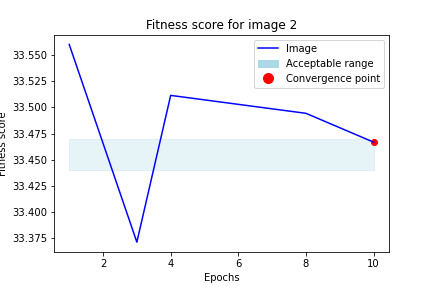 Fitness score for image 2
Image
Acceptable range
Convergence point
Fitness score
33.550
33.525
33.500
33.475
33.450
33.425
33.400
33.375
2 4 6 8 10
Epochs